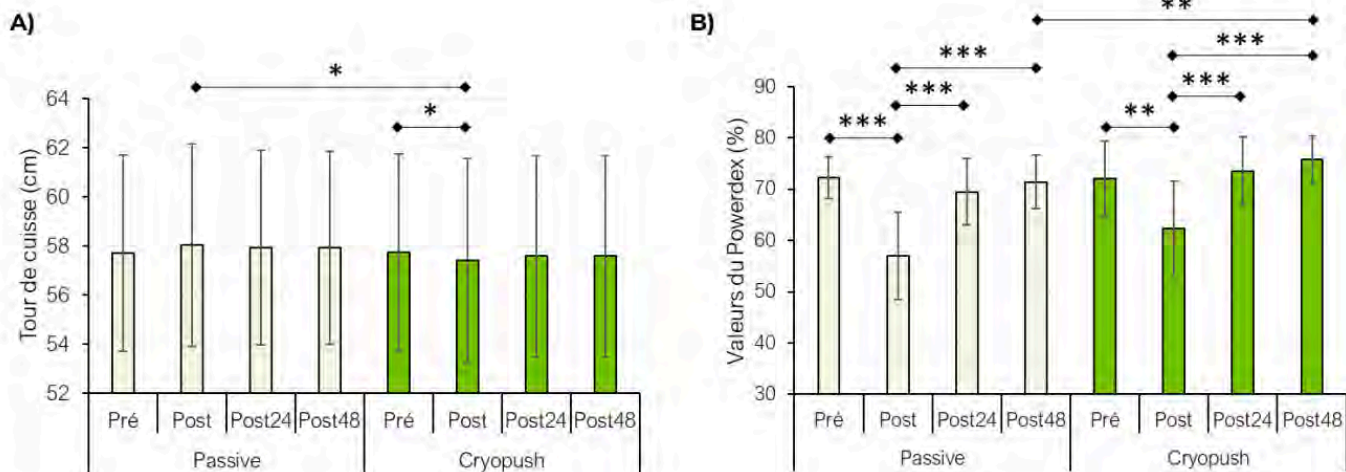 A)
*
*
64
62
60
58
56
54
52
Tour de cuisse (cm)
Pré Post Post24 Post48 Pré Post Post24 Post48
Passive Cryopush
B)
**
***
***
***
***
***
**
90
80
70
60
50
40
30
Valeurs du Powerdex (%)
Pré Post Post24 Post48 Pré Post Post24 Post48
Passive Cryopush